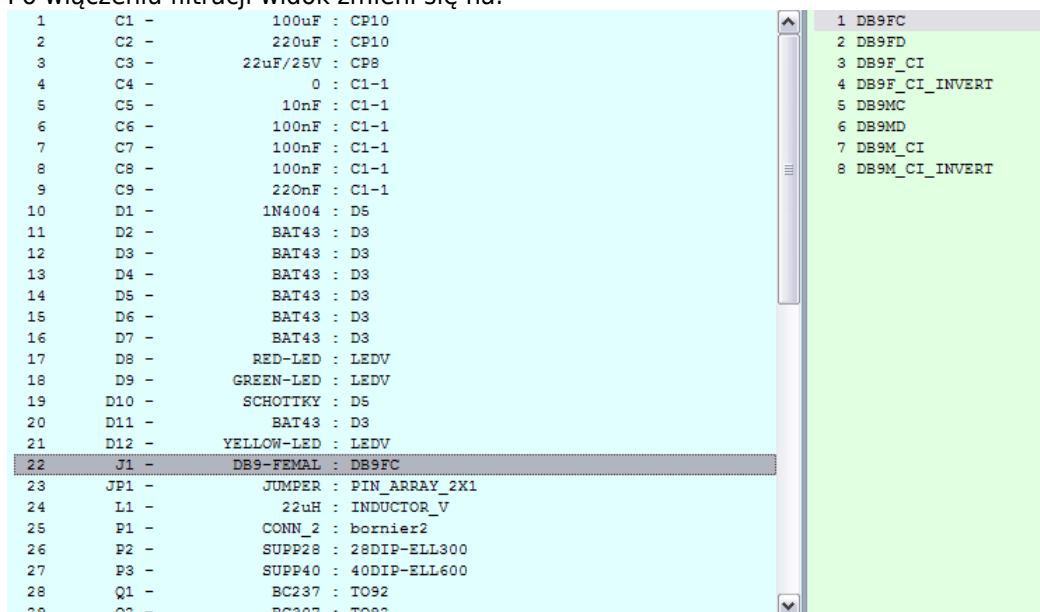 Po włączeniu filtracji widok zmieni się na:
1 C1 - 100uF : CP10
2 C2 - 220uF : CP10
3 C3 - 22uF/25V : CP8
4 C4 - 0 : C1-1
5 C5 - 10nF : C1-1
6 C6 - 100nF : C1-1
7 C7 - 100nF : C1-1
8 C8 - 100nF : C1-1
9 C9 - 220nF : C1-1
10 D1 - 1N4004 : D5
11 D2 - BAT43 : D3
12 D3 - BAT43 : D3
13 D4 - BAT43 : D3
14 D5 - BAT43 : D3
15 D6 - BAT43 : D3
16 D7 - BAT43 : D3
17 D8 - RED-LED : LEDV
18 D9 - GREEN-LED : LEDV
19 D10 - SCHOTTKY : D5
20 D11 - BAT43 : D3
21 D12 - YELLOW-LED : LEDV
22 J1 - DB9-FEMAL : DB9FC
23 JP1 - JUMPER : PIN_ARRAY_2X1
24 L1 - 22uH : INDUCTOR_V
25 P1 - CONN_2 : bornier2
26 P2 - SUPP28 : 28DIP-ELL300
27 P3 - SUPP40 : 40DIP-ELL600
28 Q1 - BC237 : TO92
29 Q2 - BC307 : TO92
1 DB9FC
2 DB9FD
3 DB9F_CI
4 DB9F_CI_INVERT
5 DB9MC
6 DB9MD
7 DB9M_CI
8 DB9M_CI_INVERT